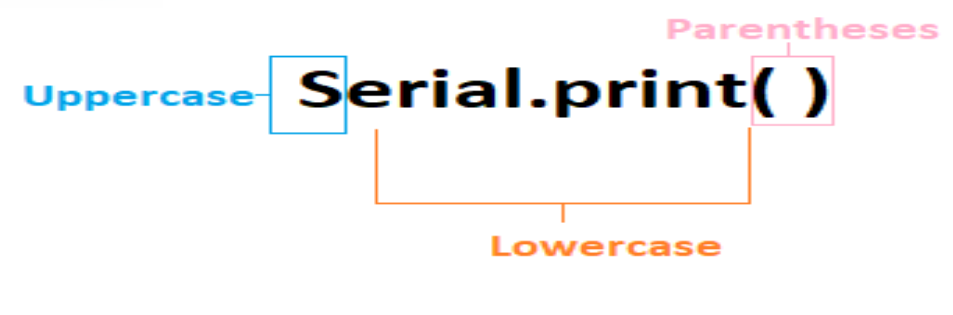 Parentheses
Uppercase
Serial.print( )
Lowercase